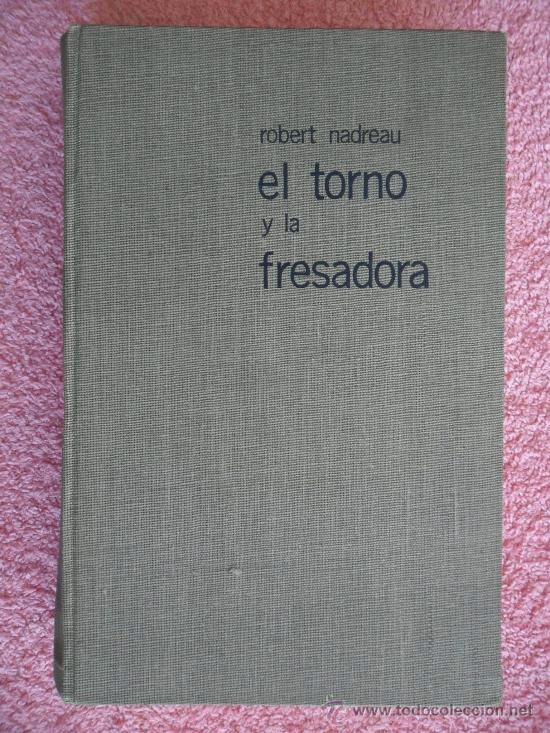 robert nadreau
el torno
y la
fresadora
www.todocoleccion.net